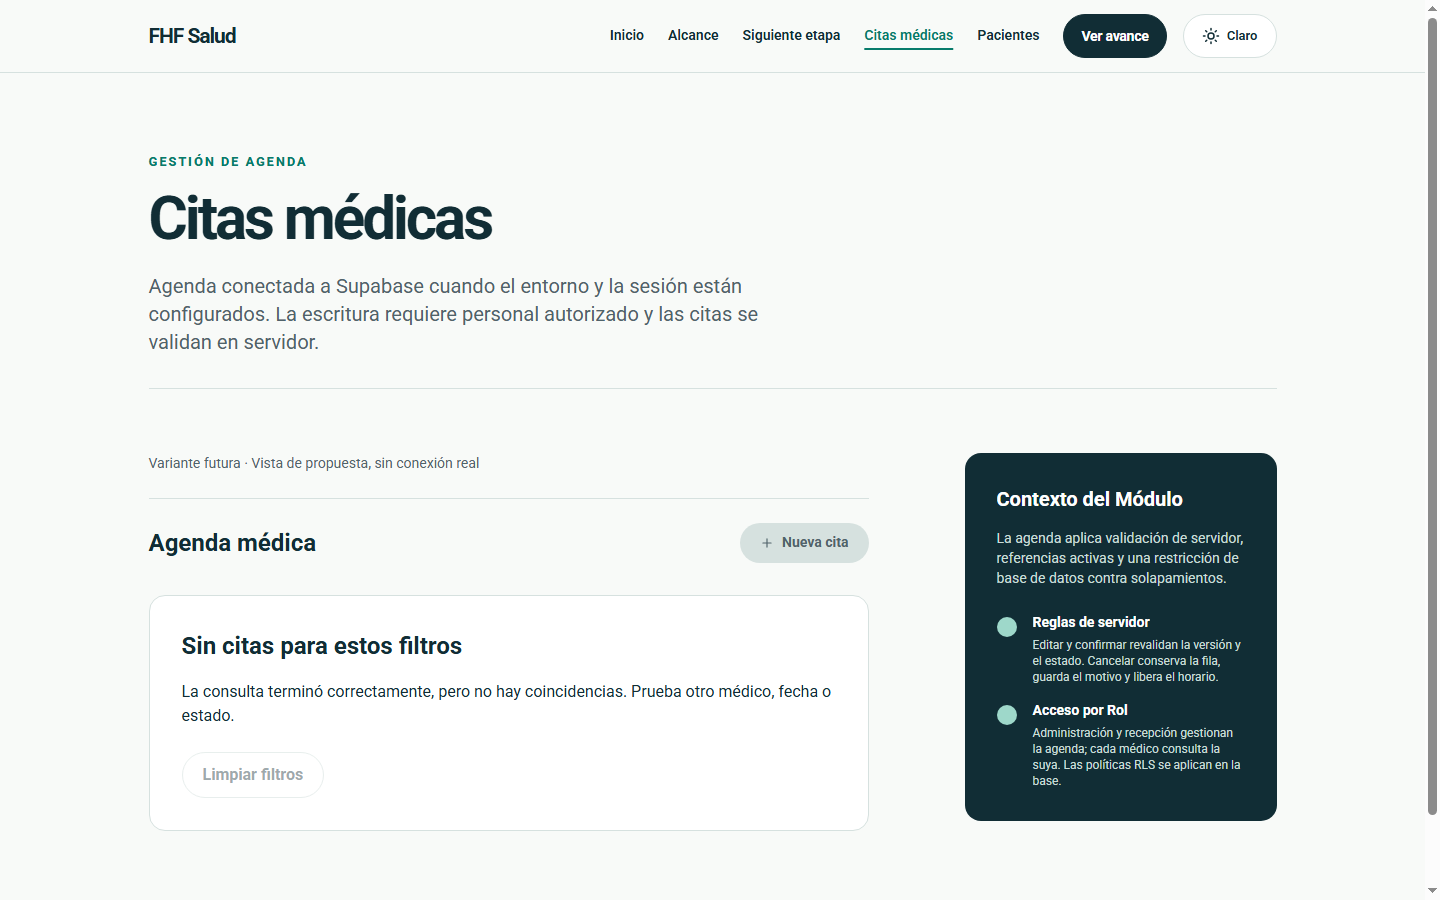 FHF Salud
Inicio
Alcance
Siguiente etapa
Citas médicas
Pacientes
Ver avance
Claro
GESTIÓN DE AGENDA
Citas médicas
Agenda conectada a Supabase cuando el entorno y la sesión están
configurados. La escritura requiere personal autorizado y las citas se
validan en servidor.
Variante futura · Vista de propuesta, sin conexión real
Agenda médica
+ Nueva cita
Sin citas para estos filtros
La consulta terminó correctamente, pero no hay coincidencias. Prueba otro médico, fecha o
estado.
Limpiar filtros
Contexto del Módulo
La agenda aplica validación de servidor,
referencias activas y una restricción de
base de datos contra solapamientos.
Reglas de servidor
Editar y confirmar revalidan la versión y
el estado. Cancelar conserva la fila,
guarda el motivo y libera el horario.
Acceso por Rol
Administración y recepción gestionan
la agenda; cada médico consulta la
suya. Las políticas RLS se aplican en la
base.